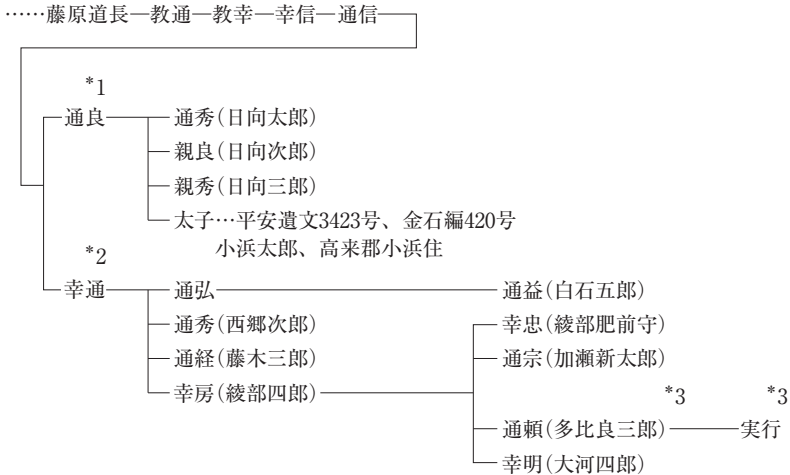 ……藤原道長―教通―教幸―幸信―通信
*1
通良 通秀(日向太郎)
親良(日向次郎)
親秀(日向三郎)
太子…平安遺文3423号、金石編420号
小浜太郎、高来郡小浜住
*2
幸通 通弘 通益(白石五郎)
通秀(西郷次郎) 幸忠(綾部肥前守)
通経(藤木三郎) 通宗(加瀬新太郎)
幸房(綾部四郎)
*3 *3
通頼(多比良三郎) 実行
幸明(大河四郎)